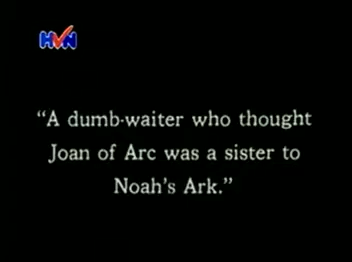 HVN
“A dumb-waiter who thought
Joan of Arc was a sister to
Noah’s Ark.”